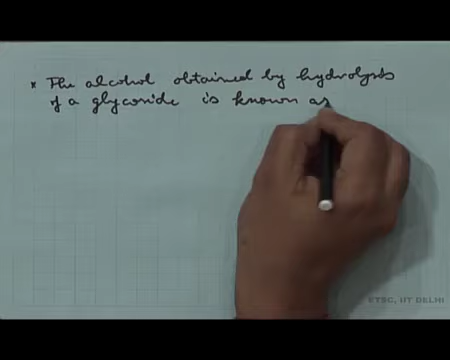 * The alcohol obtained by hydrolysis
of a glycoside is known as
ETSC, IIT DELHI